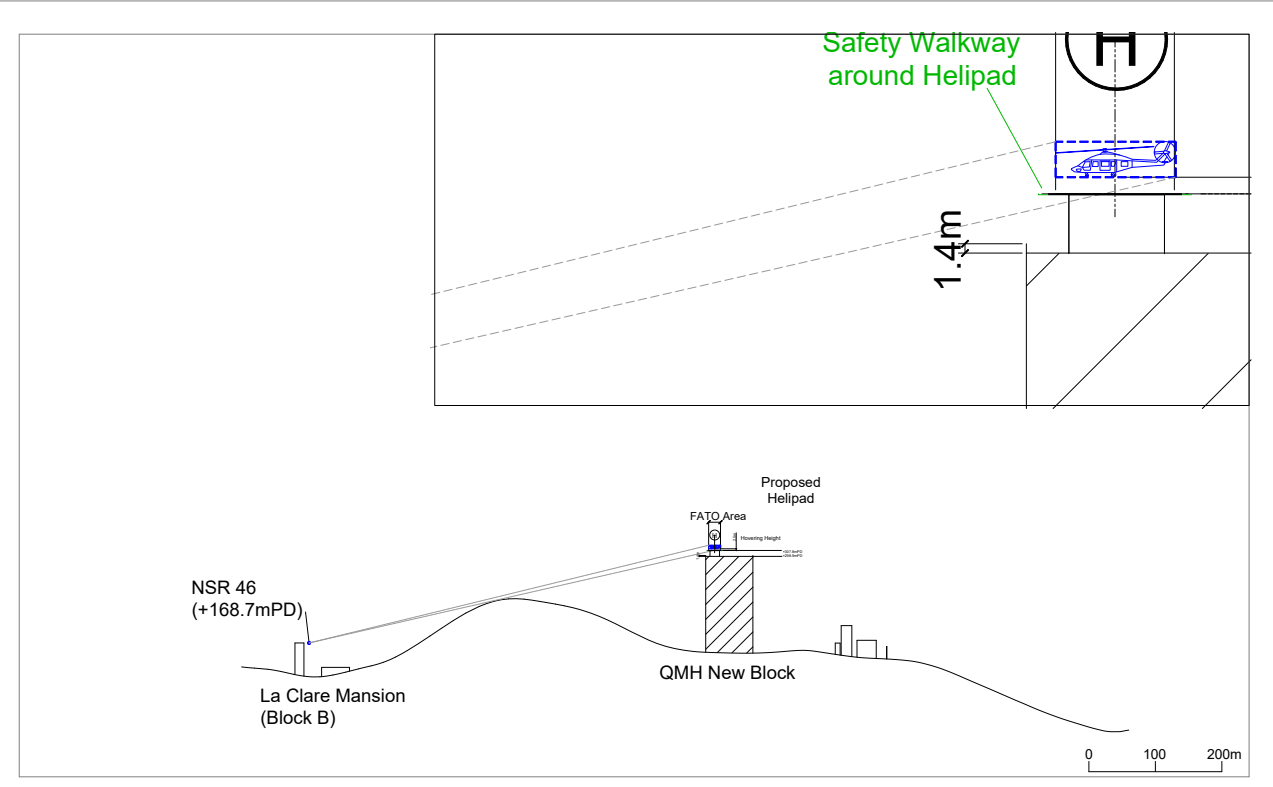 Safety Walkway
around Helipad
H
1.4m
Proposed
Helipad
FATO Area
H
Hovering Height
NSR 46
(+168.7mPD)
QMH New Block
La Clare Mansion
(Block B)
0 100 200m